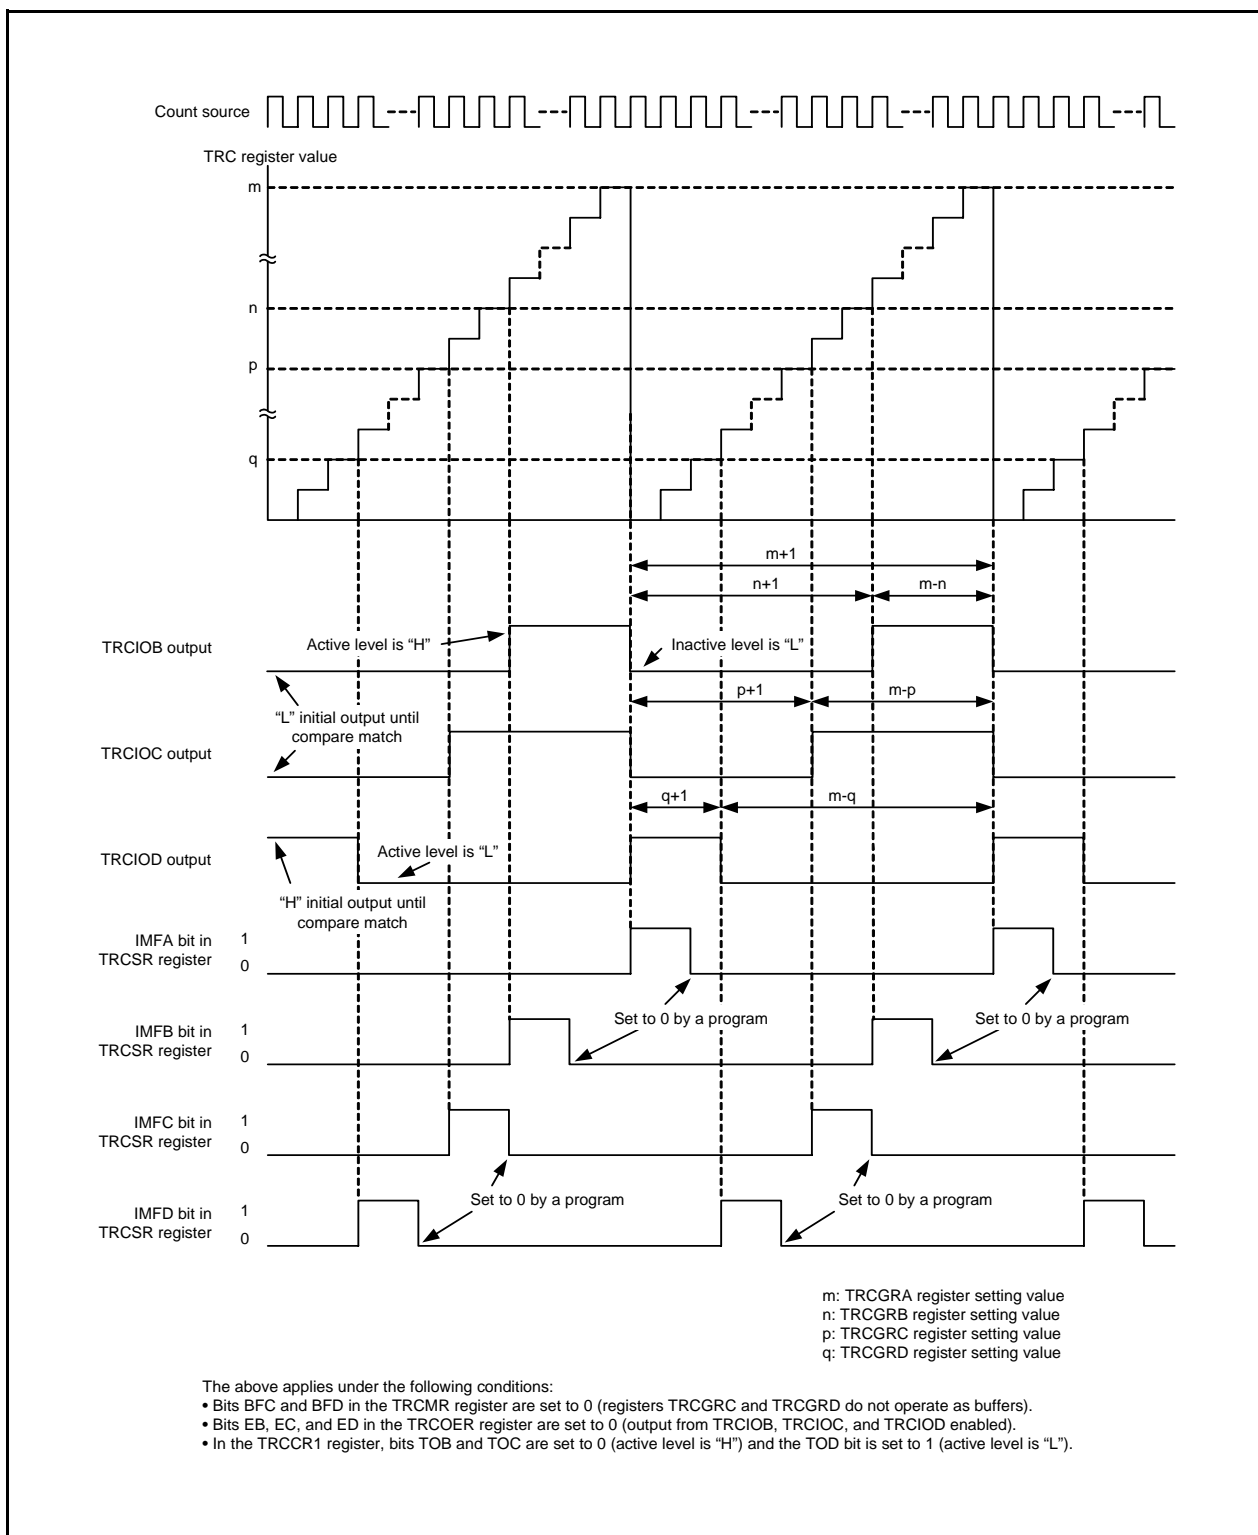 Count source
TRC register value
m
n
p
q
m+1
n+1
m-n
TRCIOB output
Active level is “H”
Inactive level is “L”
p+1
m-p
“L” initial output until
compare match
TRCIOC output
q+1
m-q
TRCIOD output
Active level is “L”
“H” initial output until
compare match
IMFA bit in
TRCSR register
1
0
Set to 0 by a program
Set to 0 by a program
IMFB bit in
TRCSR register
1
0
IMFC bit in
TRCSR register
1
0
Set to 0 by a program
Set to 0 by a program
IMFD bit in
TRCSR register
1
0
m: TRCGRA register setting value
n: TRCGRB register setting value
p: TRCGRC register setting value
q: TRCGRD register setting value
The above applies under the following conditions:
• Bits BFC and BFD in the TRCMR register are set to 0 (registers TRCGRC and TRCGRD do not operate as buffers).
• Bits EB, EC, and ED in the TRCOER register are set to 0 (output from TRCIOB, TRCIOC, and TRCIOD enabled).
• In the TRCCR1 register, bits TOB and TOC are set to 0 (active level is “H”) and the TOD bit is set to 1 (active level is “L”).